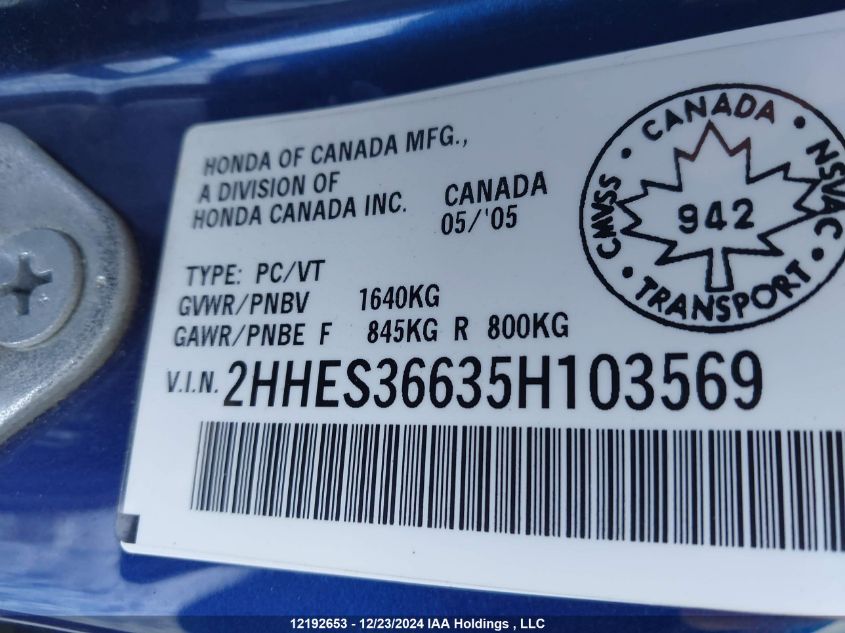 HONDA OF CANADA MFG.,
A DIVISION OF
HONDA CANADA INC.
CANADA
05/'05
TYPE: PC/VT
GVWR/PNBV 1640KG
GAWR/PNBE F 845KG R 800KG
V.I.N. 2HHES36635H103569
CANADA
CMVSS
942
NSVAC
TRANSPORT
12192653 - 12/23/2024 IAA Holdings , LLC